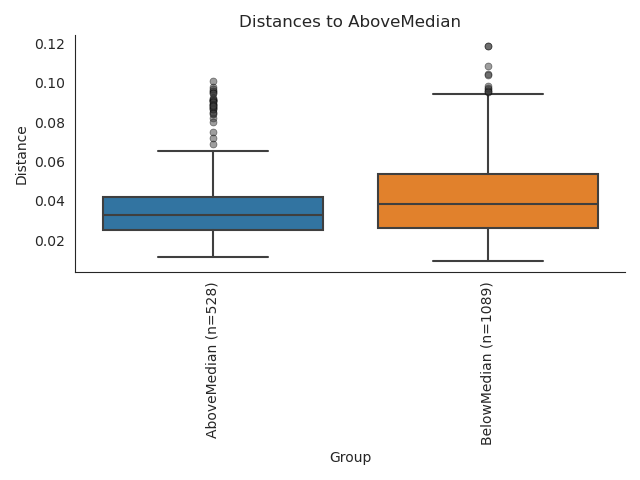 Distances to AboveMedian
Distance
0.12
0.10
0.08
0.06
0.04
0.02
AboveMedian (n=528)
BelowMedian (n=1089)
Group